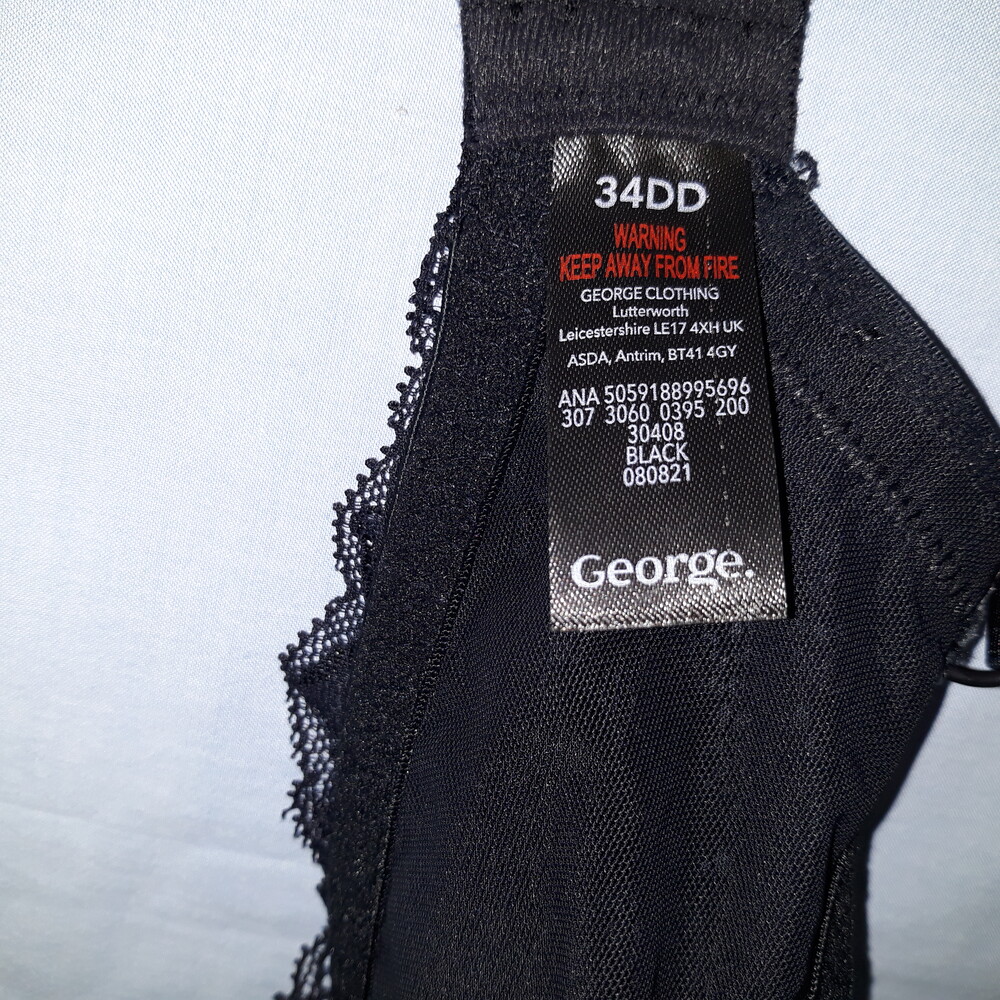 34DD
WARNING
KEEP AWAY FROM FIRE
GEORGE CLOTHING
Lutterworth
Leicestershire LE17 4XH UK
ASDA, Antrim, BT41 4GY
ANA 5059188995696
307 3060 0395 200
30408
BLACK
080821
George.